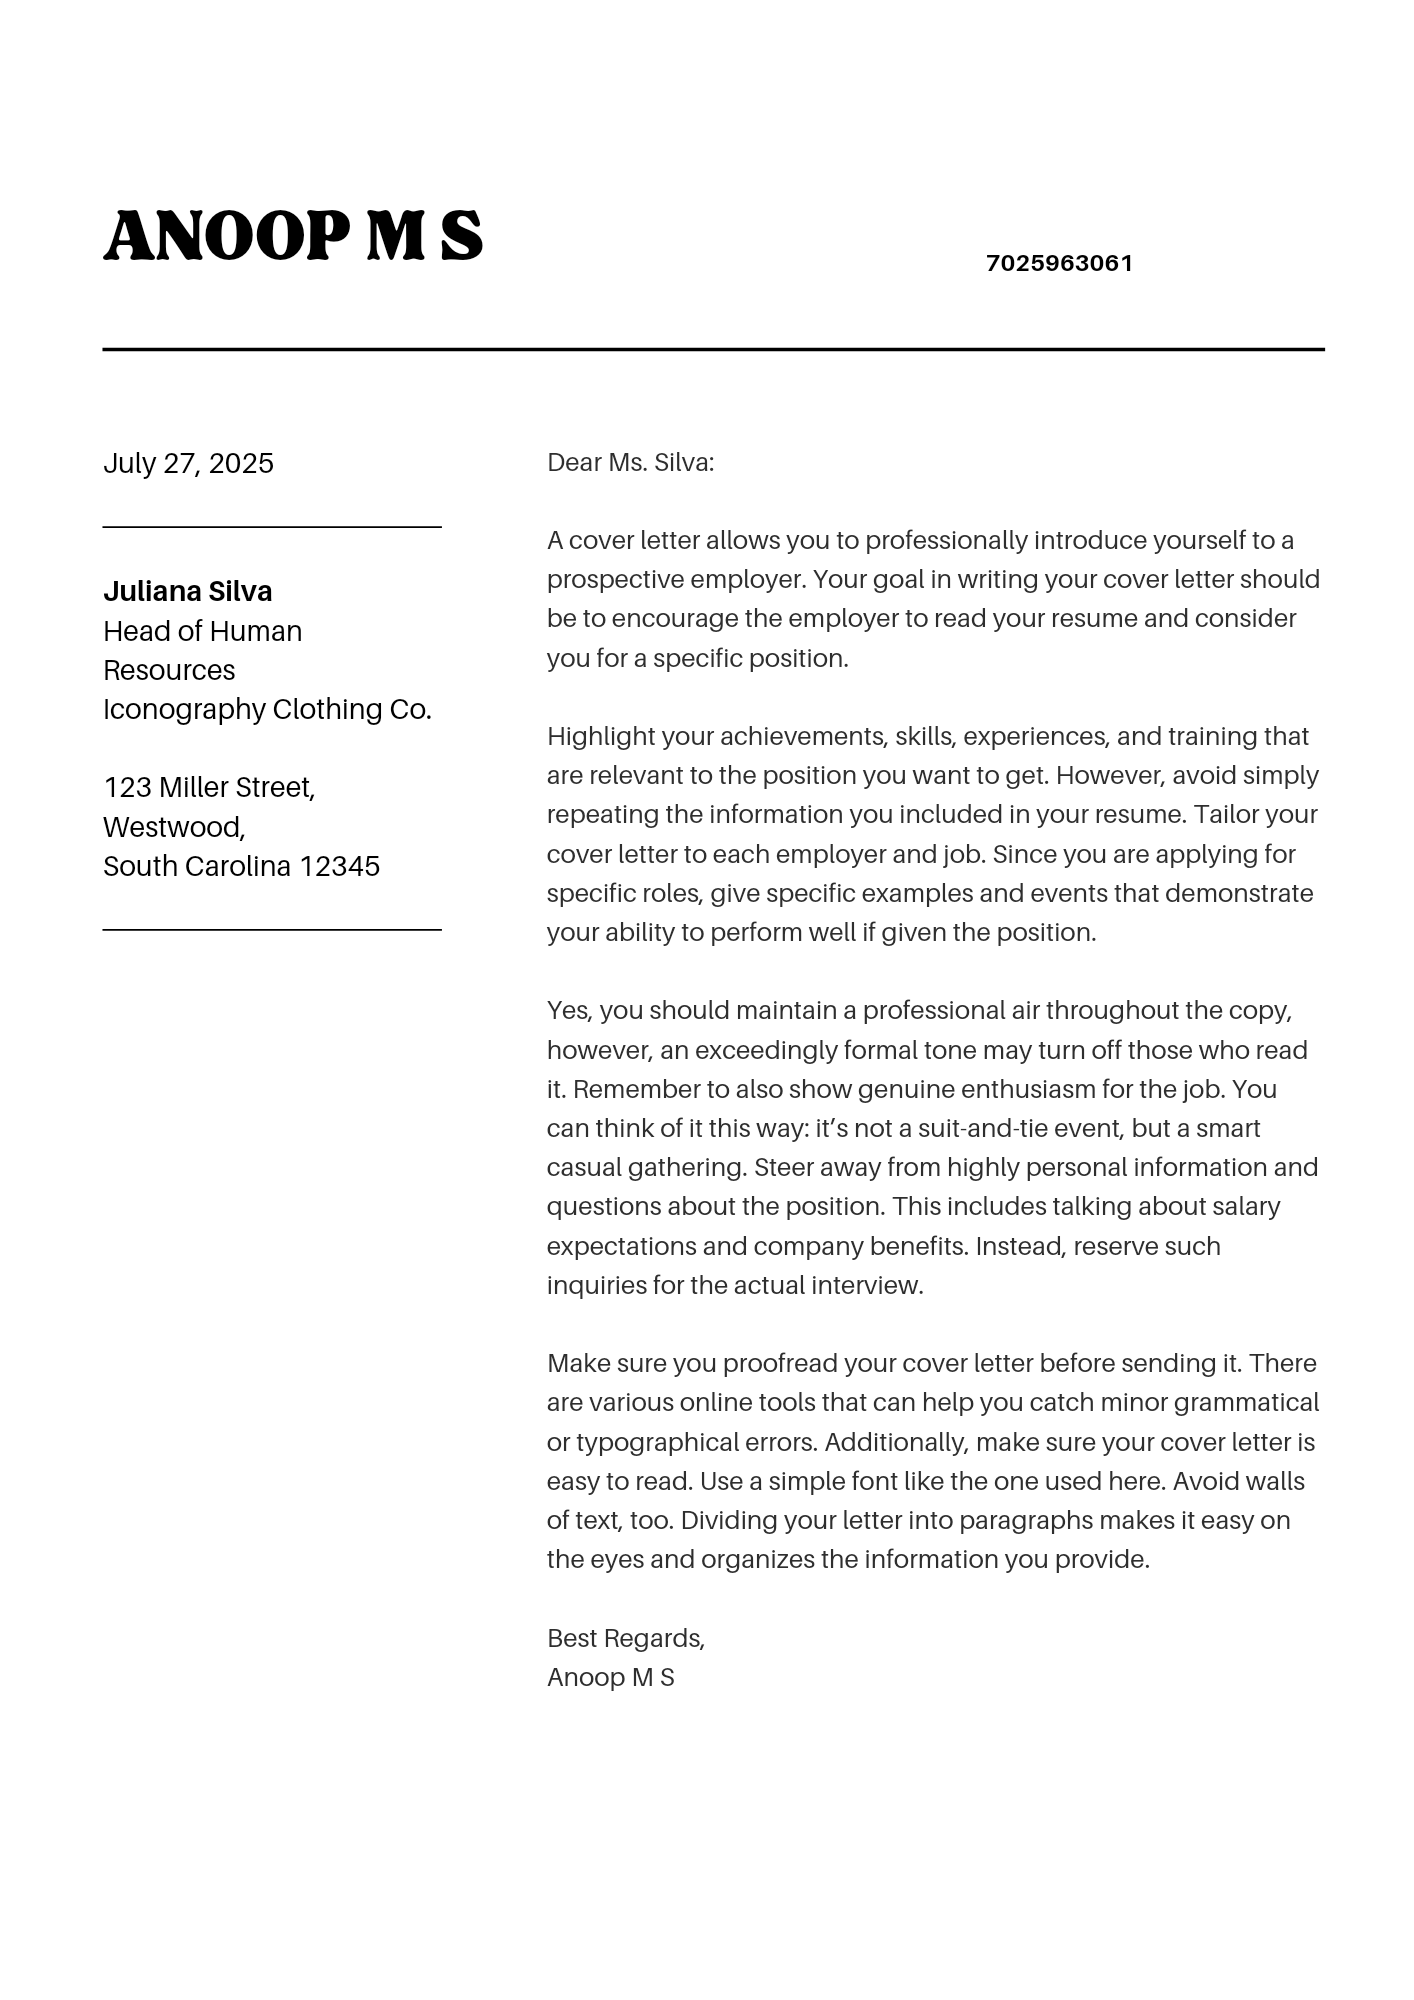 ANOOP M S
7025963061
July 27, 2025
Juliana Silva
Head of Human
Resources
Iconography Clothing Co.
123 Miller Street,
Westwood,
South Carolina 12345
Dear Ms. Silva:
A cover letter allows you to professionally introduce yourself to a
prospective employer. Your goal in writing your cover letter should
be to encourage the employer to read your resume and consider
you for a specific position.
Highlight your achievements, skills, experiences, and training that
are relevant to the position you want to get. However, avoid simply
repeating the information you included in your resume. Tailor your
cover letter to each employer and job. Since you are applying for
specific roles, give specific examples and events that demonstrate
your ability to perform well if given the position.
Yes, you should maintain a professional air throughout the copy,
however, an exceedingly formal tone may turn off those who read
it. Remember to also show genuine enthusiasm for the job. You
can think of it this way: it’s not a suit-and-tie event, but a smart
casual gathering. Steer away from highly personal information and
questions about the position. This includes talking about salary
expectations and company benefits. Instead, reserve such
inquiries for the actual interview.
Make sure you proofread your cover letter before sending it. There
are various online tools that can help you catch minor grammatical
or typographical errors. Additionally, make sure your cover letter is
easy to read. Use a simple font like the one used here. Avoid walls
of text, too. Dividing your letter into paragraphs makes it easy on
the eyes and organizes the information you provide.
Best Regards,
Anoop M S